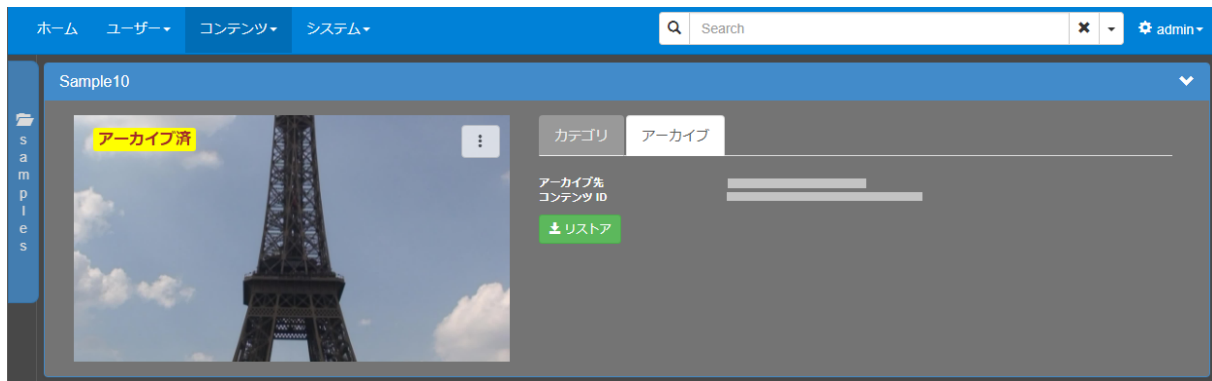 ホーム ユーザー コンテンツ システム Search admin
Sample10
samples
アーカイブ済
カテゴリ アーカイブ
アーカイブ先
コンテンツ ID
リストア